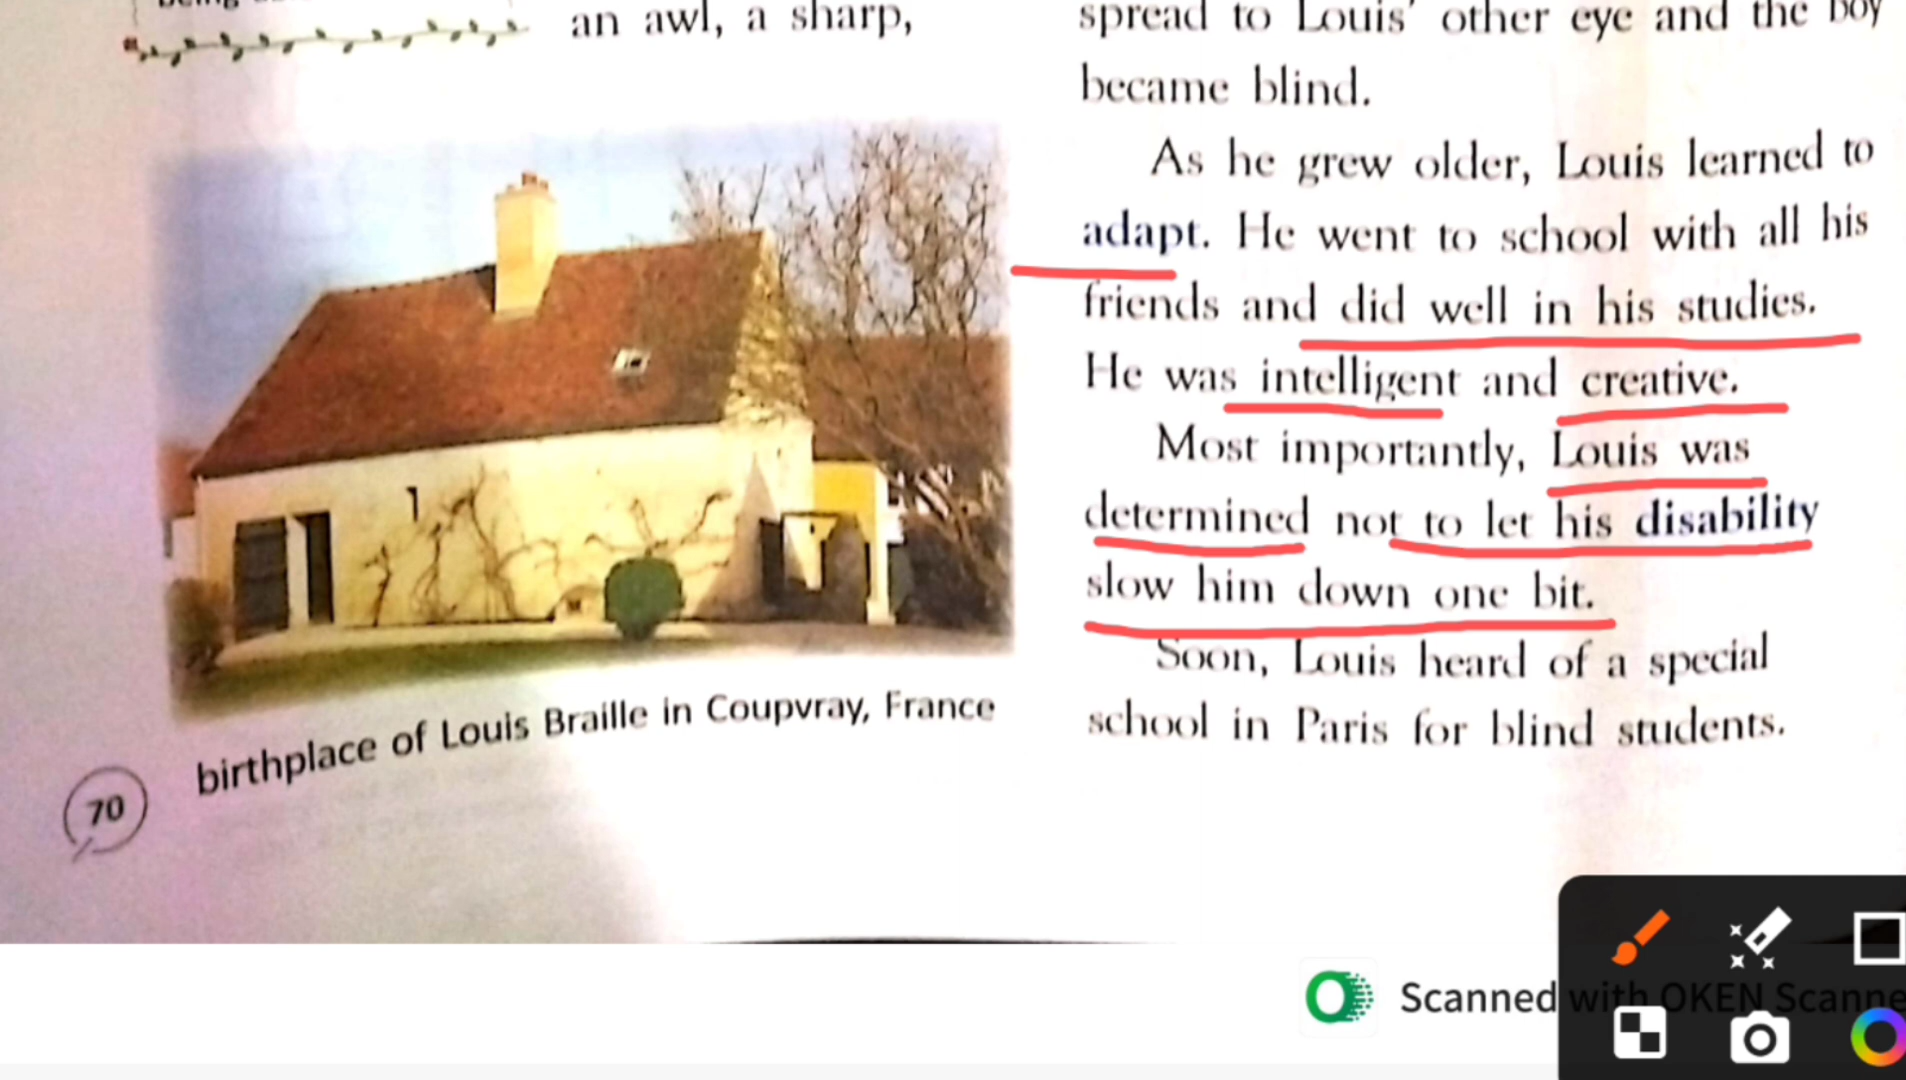 an awl, a sharp,
birthplace of Louis Braille in Coupvray, France
70
spread to Louis' other eye and the boy
became blind.
As he grew older, Louis learned to
adapt. He went to school with all his
friends and did well in his studies.
He was intelligent and creative.
Most importantly, Louis was
determined not to let his disability
slow him down one bit.
Soon, Louis heard of a special
school in Paris for blind students.
Scanned with OKEN Scanne